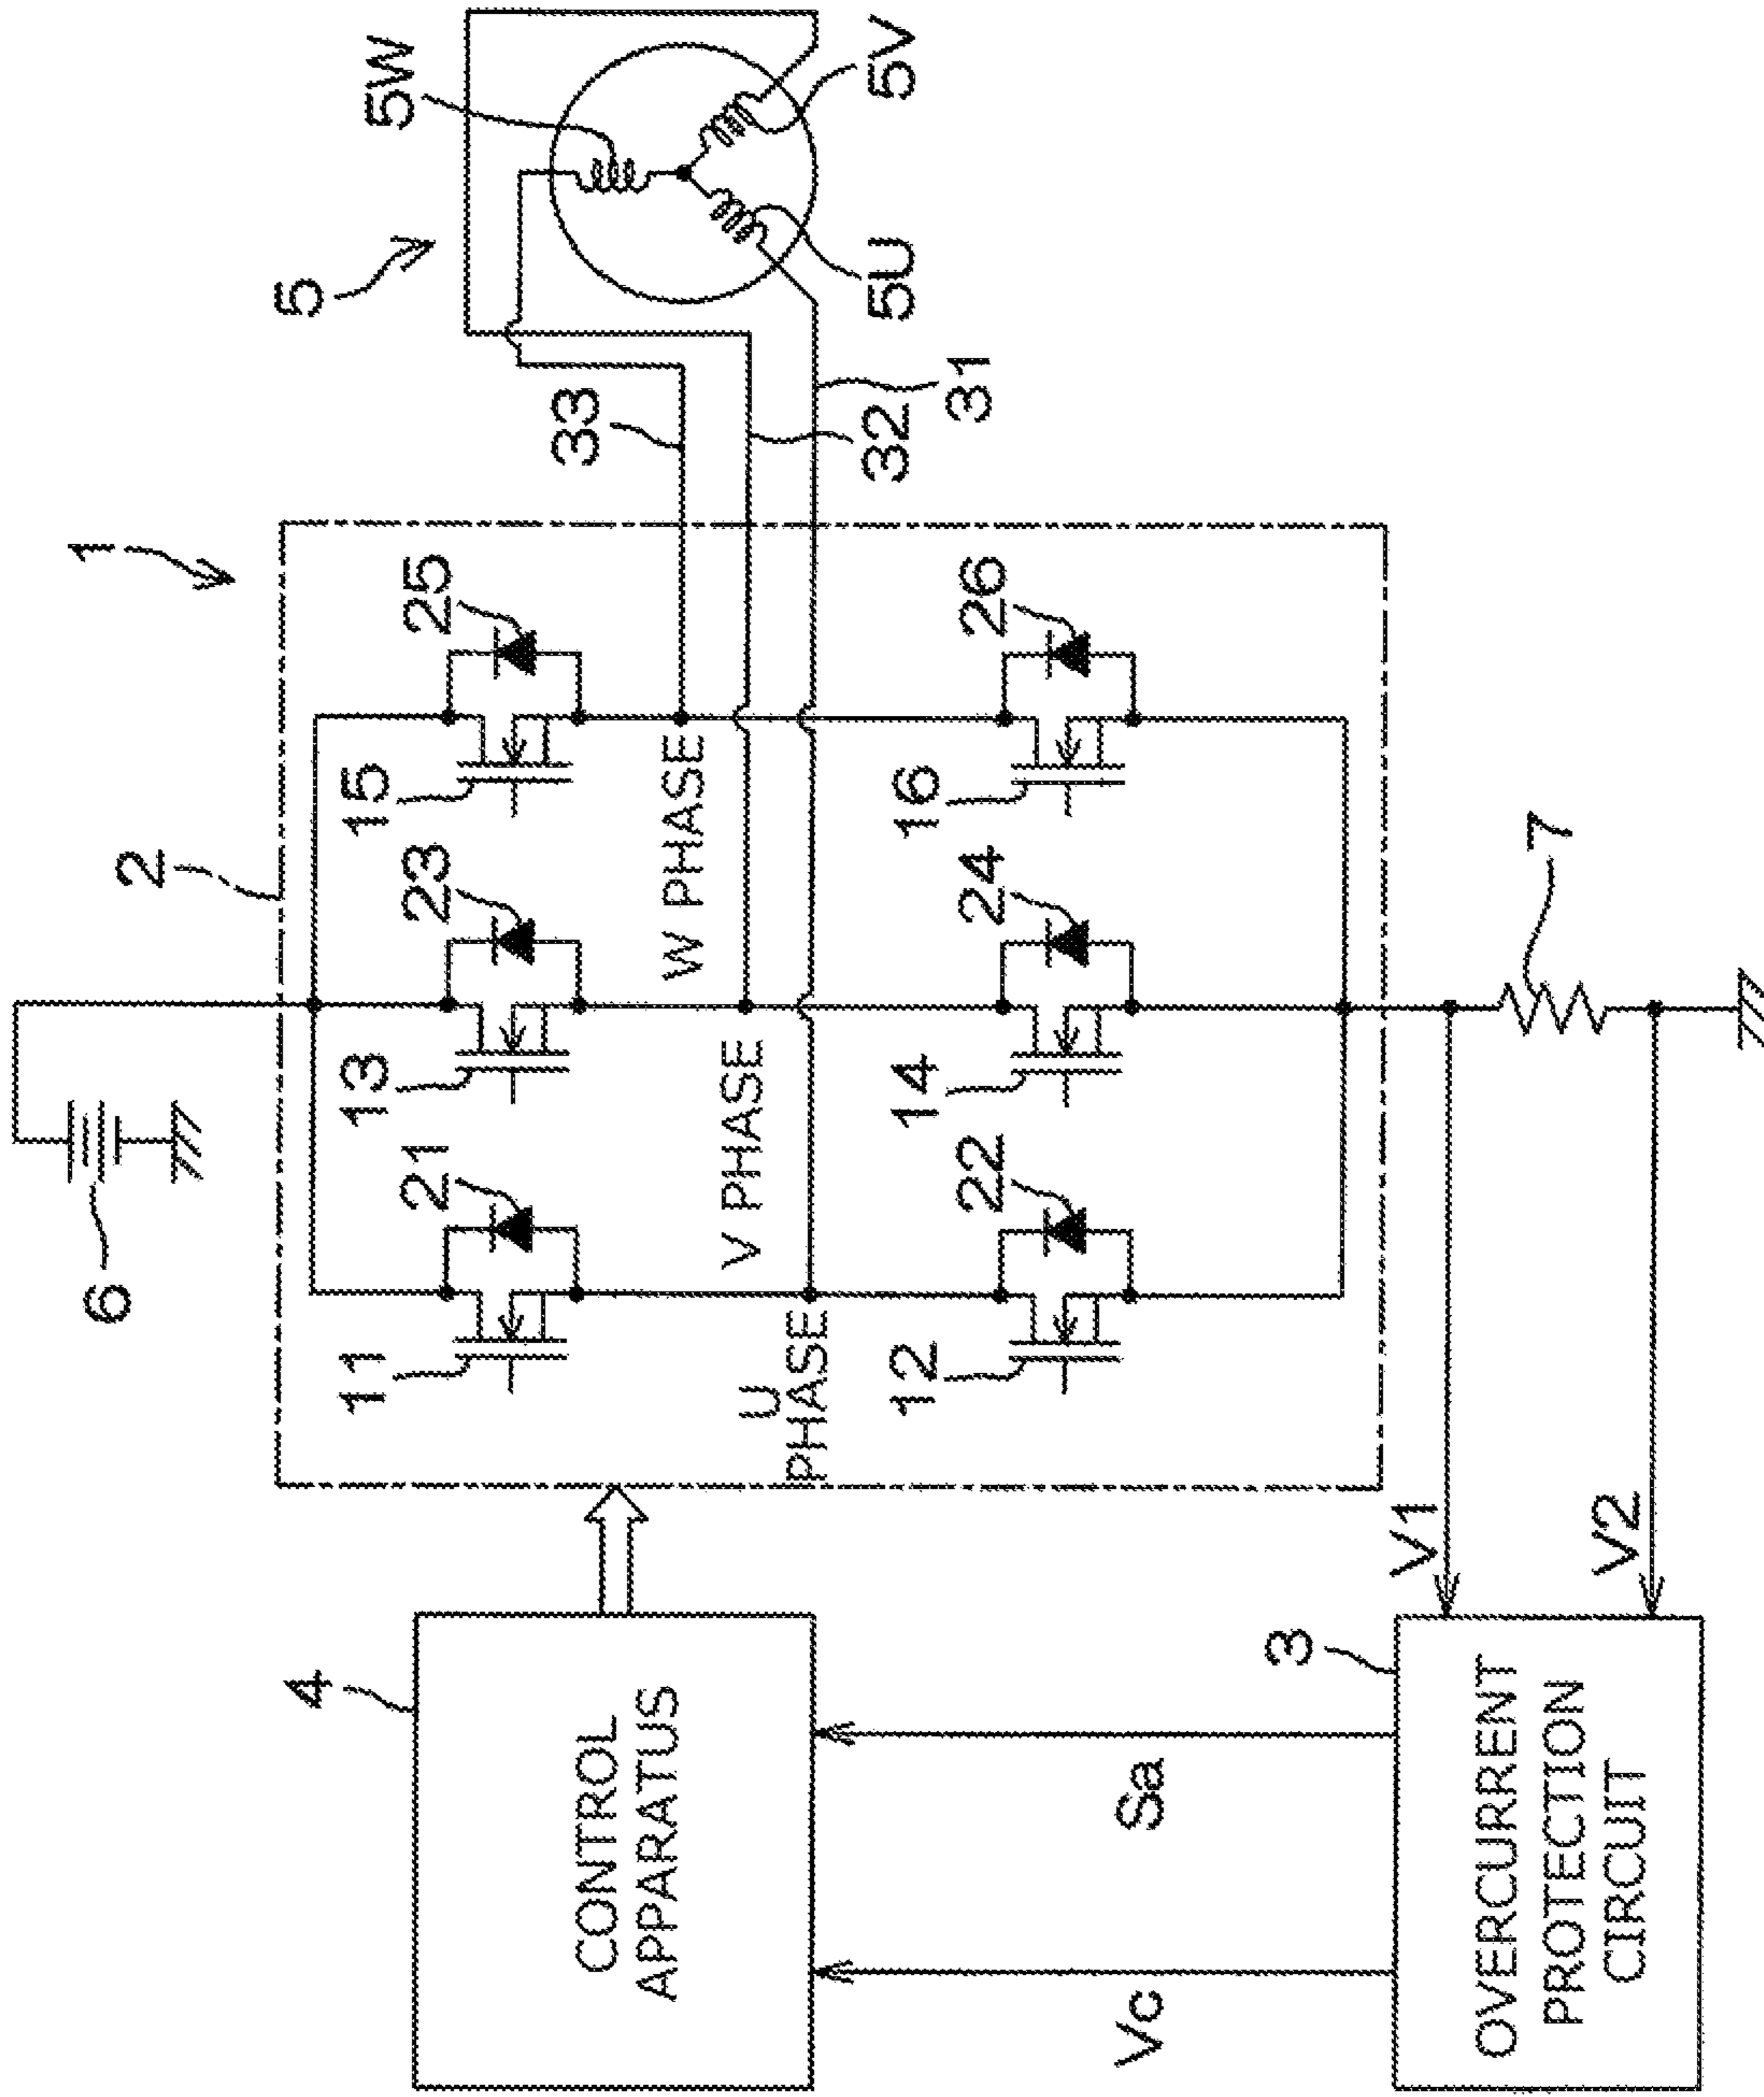 1
2
6
11
21
13
23
15
25
U
PHASE
V PHASE
W PHASE
12
22
14
24
16
26
33
32
31
5
5W
5U
5V
4
CONTROL
APPARATUS
Vc
Sa
3
OVERCURRENT
PROTECTION
CIRCUIT
V1
V2
7